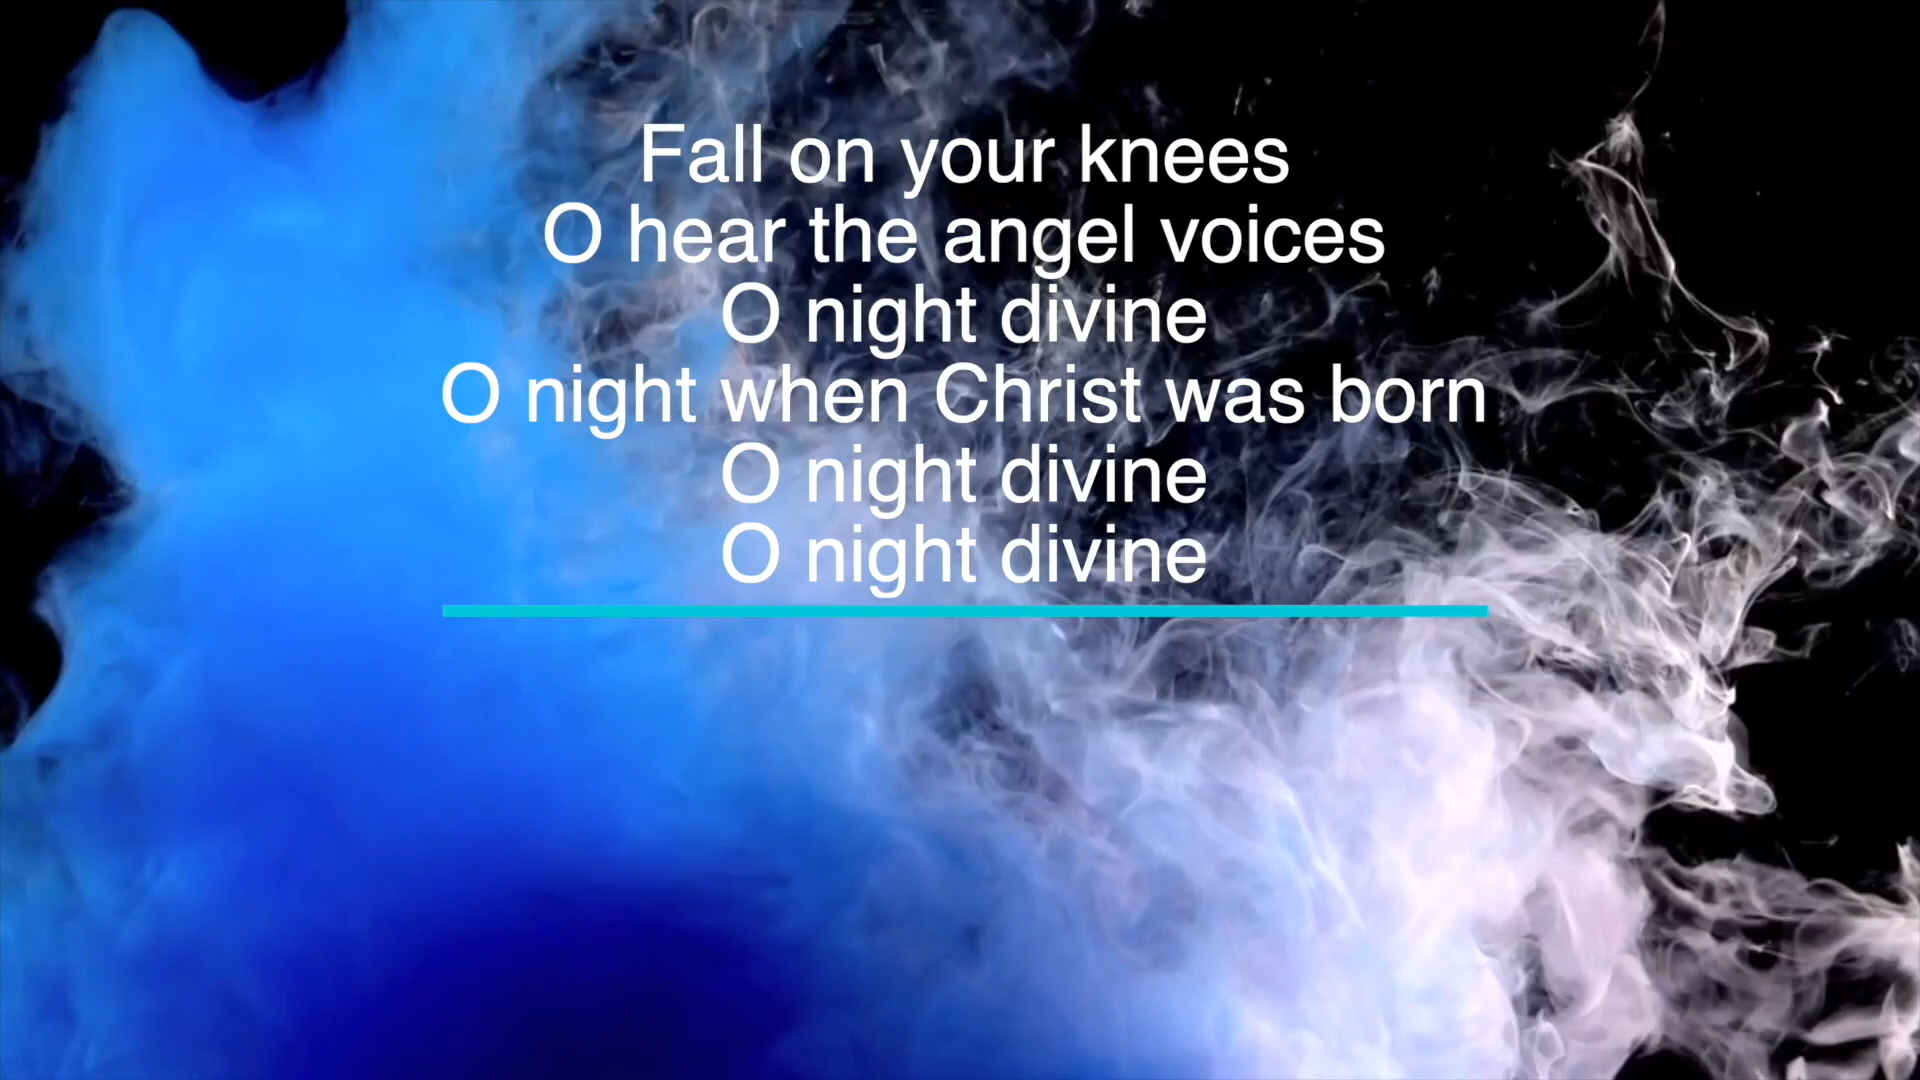 Fall on your knees
O hear the angel voices
O night divine
O night when Christ was born
O night divine
O night divine